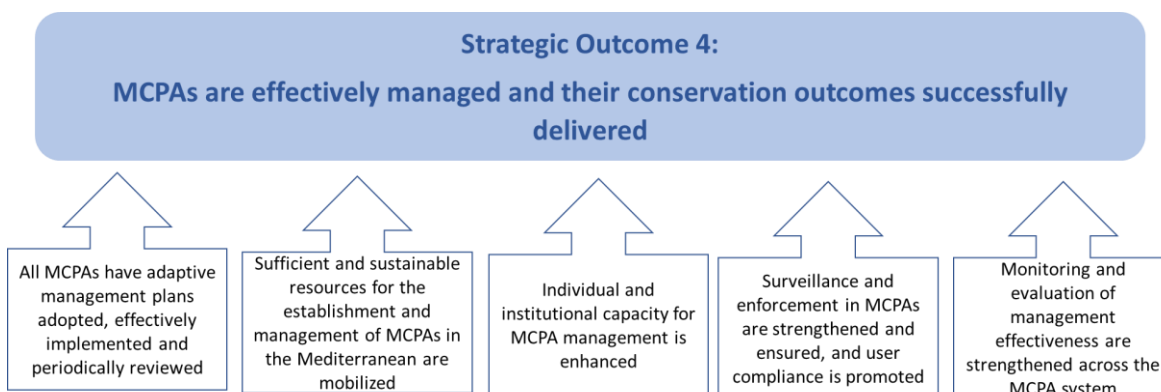 Strategic Outcome 4:
MCPAs are effectively managed and their conservation outcomes successfully
delivered
All MCPAs have adaptive
management plans
adopted, effectively
implemented and
periodically reviewed
Sufficient and sustainable
resources for the
establishment and
management of MCPAs in
the Mediterranean are
mobilized
Individual and
institutional capacity for
MCPA management is
enhanced
Surveillance and
enforcement in MCPAs
are strengthened and
ensured, and user
compliance is promoted
Monitoring and
evaluation of
management
effectiveness are
strengthened across the
MCPA system